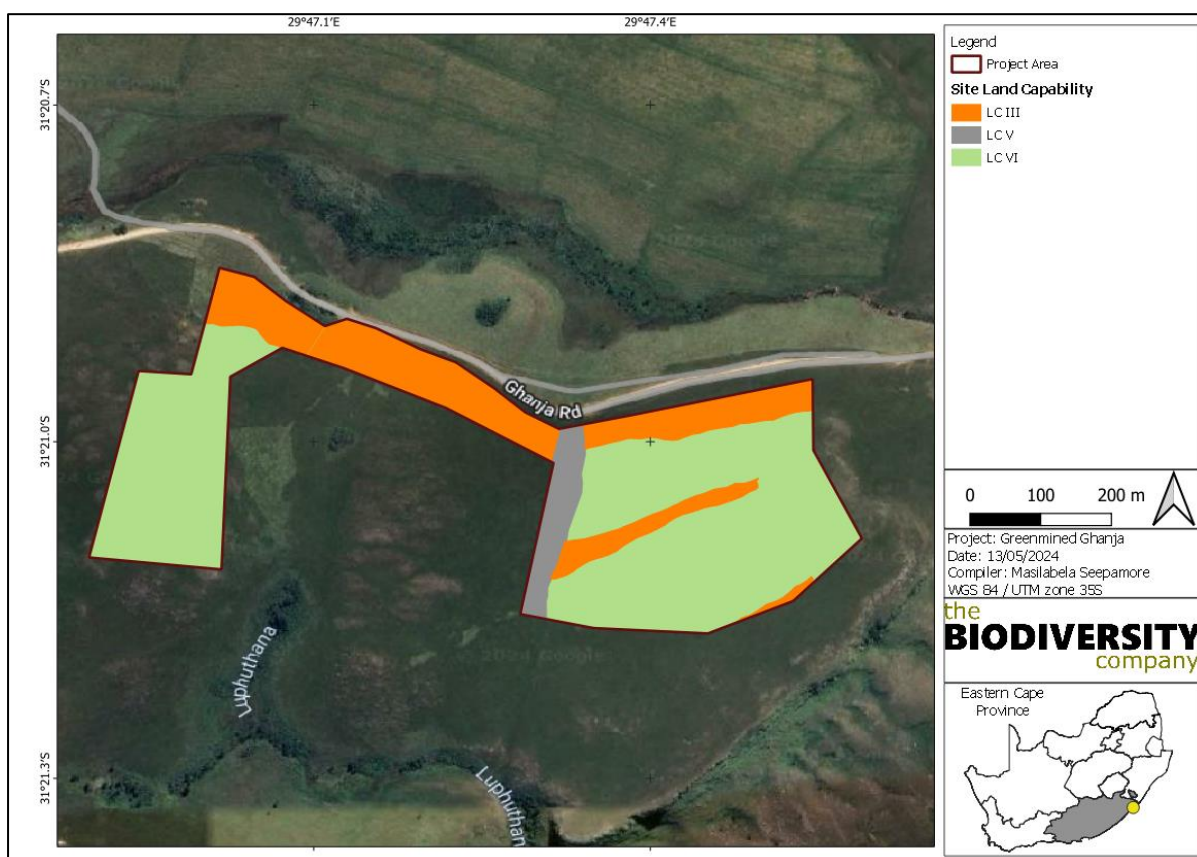 29°47.1'E
29°47.4'E
31°20.7'S
31°21.0'S
31°21.3'S
Ghanja Rd
Luphuthana
Luphuthan
Legend
Project Area
Site Land Capability
LC III
LC V
LC VI
0 100 200 m
Project: Greenmined Ghanja
Date: 13/05/2024
Compiler: Masilabela Seepamore
WGS 84 / UTM zone 35S
the
BIODIVERSITY
company
Eastern Cape
Province